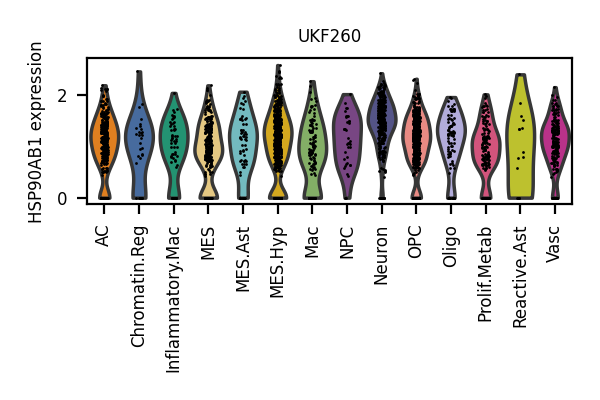 UKF260
HSP90AB1 expression
2
0
AC
Chromatin.Reg
Inflammatory.Mac
MES
MES.Ast
MES.Hyp
Mac
NPC
Neuron
OPC
Oligo
Prolif.Metab
Reactive.Ast
Vasc